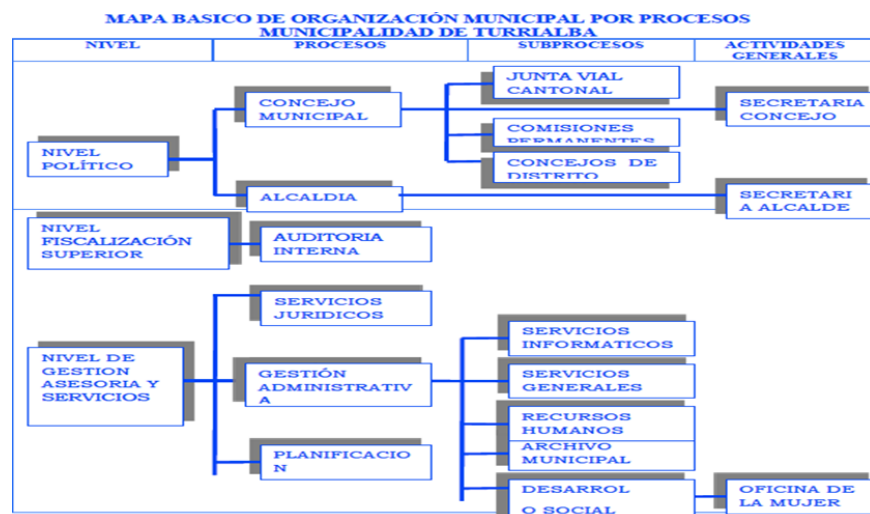 MAPA BASICO DE ORGANIZACIÓN MUNICIPAL POR PROCESOS
MUNICIPALIDAD DE TURRIALBA
NIVEL
PROCESOS
SUBPROCESOS
ACTIVIDADES
GENERALES
NIVEL
POLÍTICO
CONCEJO
MUNICIPAL
JUNTA VIAL
CANTONAL
COMISIONES
PERMANENTES
CONCEJOS DE
DISTRITO
SECRETARIA
CONCEJO
ALCALDIA
SECRETARI
A ALCALDE
NIVEL
FISCALIZACIÓN
SUPERIOR
AUDITORIA
INTERNA
NIVEL DE
GESTION
ASESORIA Y
SERVICIOS
SERVICIOS
JURIDICOS
GESTIÓN
ADMINISTRATIV
A
PLANIFICACIO
N
SERVICIOS
INFORMATICOS
SERVICIOS
GENERALES
RECURSOS
HUMANOS
ARCHIVO
MUNICIPAL
DESARROL
LO SOCIAL
OFICINA DE
LA MUJER